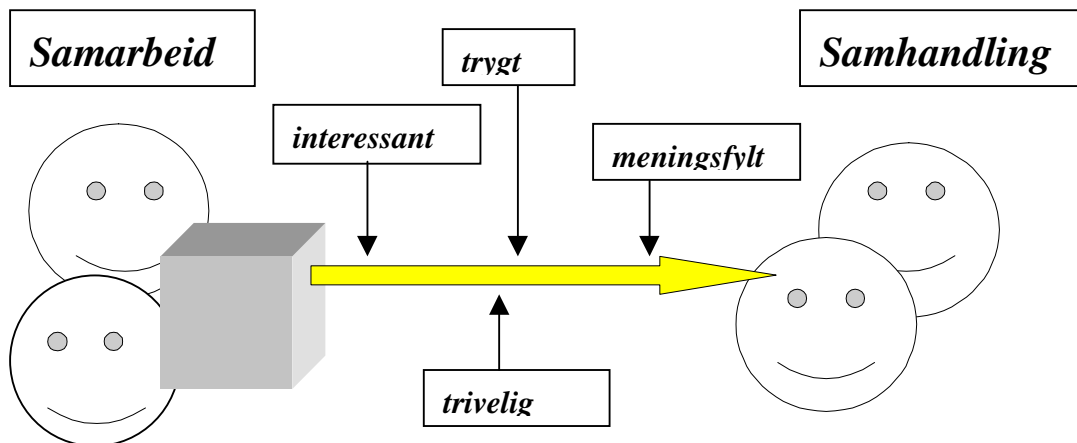 Samarbeid
trygt
Samhandling
interessant
meningsfylt
trivelig